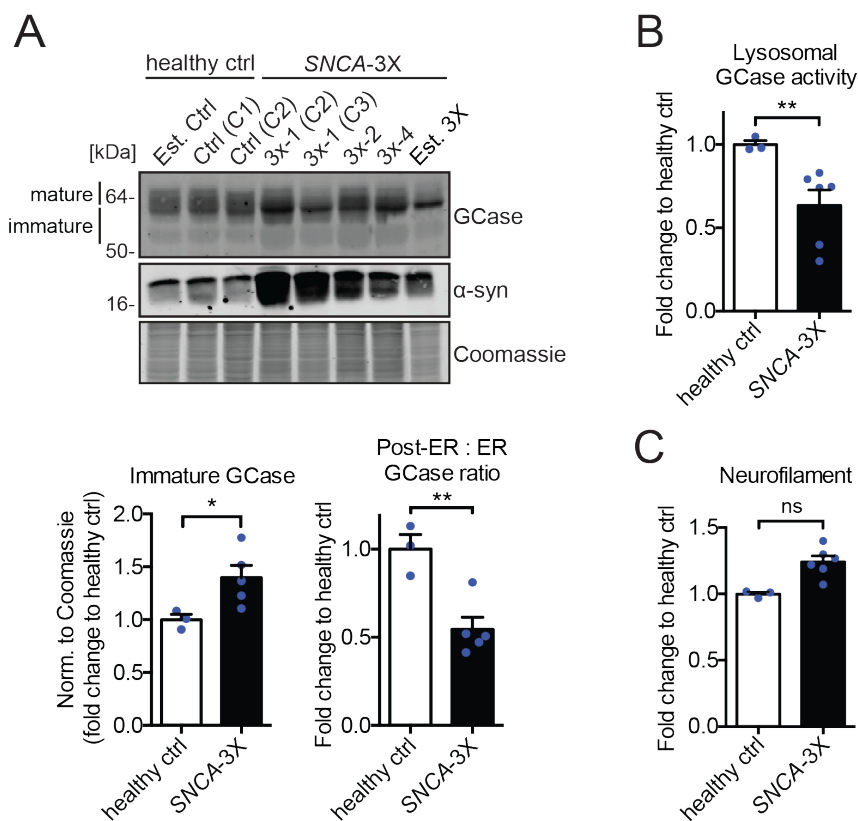 A
healthy ctrl
SNCA-3X
Est. Ctrl
Ctrl (C1)
Ctrl (C2)
3x-1 (C2)
3x-1 (C3)
3x-2
3x-4
Est. 3X
[kDa]
mature
64-
immature
50-
GCase
16-
α-syn
Coomassie
Immature GCase
Norm. to Coomassie
(fold change to healthy ctrl)
2.0
1.5
1.0
0.5
0.0
*
healthy ctrl
SNCA-3X
Post-ER : ER
GCase ratio
Fold change to healthy ctrl
1.0
0.5
0.0
**
healthy ctrl
SNCA-3X
B
Lysosomal
GCase activity
Fold change to healthy ctrl
1.0
0.5
0.0
**
healthy ctrl
SNCA-3X
C
Neurofilament
Fold change to healthy ctrl
1.5
1.0
0.5
0.0
ns
healthy ctrl
SNCA-3X